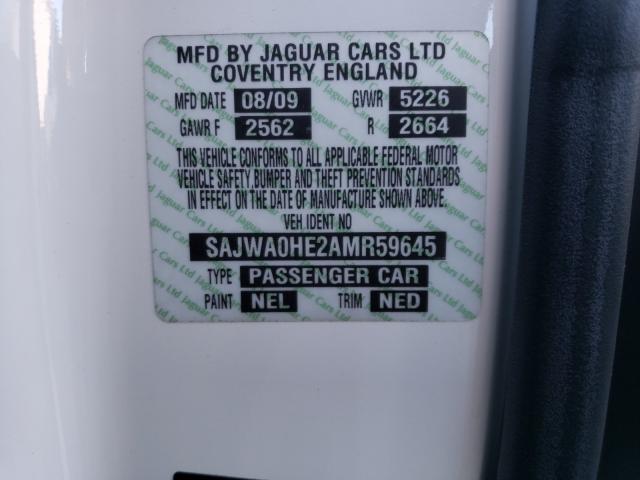 MFD BY JAGUAR CARS LTD
COVENTRY ENGLAND
MFD DATE 08/09 GVWR 5226
GAWR F 2562 R 2664
THIS VEHICLE CONFORMS TO ALL APPLICABLE FEDERAL MOTOR
VEHICLE SAFETY,BUMPER AND THEFT PREVENTION STANDARDS
IN EFFECT ON THE DATE OF MANUFACTURE SHOWN ABOVE.
VEH IDENT NO
SAJWA0HE2AMR59645
TYPE PASSENGER CAR
PAINT NEL TRIM NED